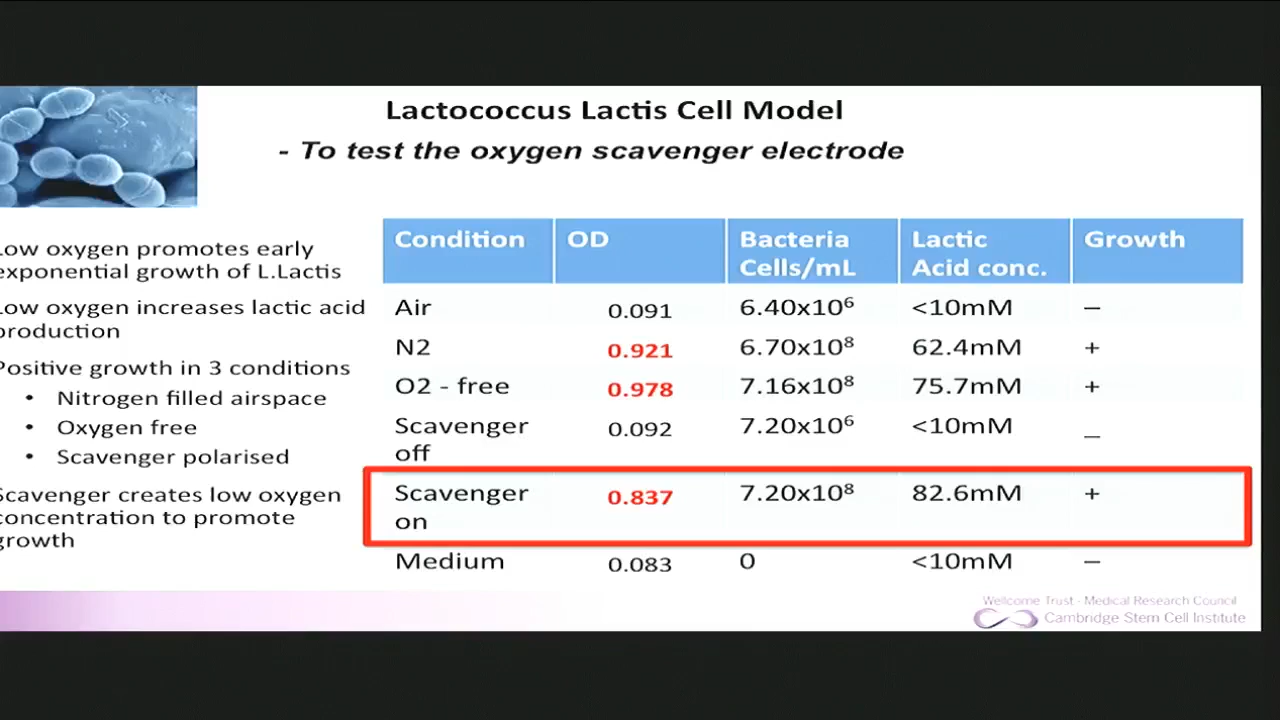 Lactococcus Lactis Cell Model
- To test the oxygen scavenger electrode
Low oxygen promotes early
exponential growth of L.Lactis
Low oxygen increases lactic acid
production
Positive growth in 3 conditions
• Nitrogen filled airspace
• Oxygen free
• Scavenger polarised
Scavenger creates low oxygen
concentration to promote
growth
Condition OD Bacteria Cells/mL Lactic Acid conc. Growth
Air 0.091 6.40x10⁶ <10mM –
N2 0.921 6.70x10⁸ 62.4mM +
O2 - free 0.978 7.16x10⁸ 75.7mM +
Scavenger off 0.092 7.20x10⁶ <10mM _
Scavenger on 0.837 7.20x10⁸ 82.6mM +
Medium 0.083 0 <10mM –
Wellcome Trust - Medical Research Council
Cambridge Stem Cell Institute